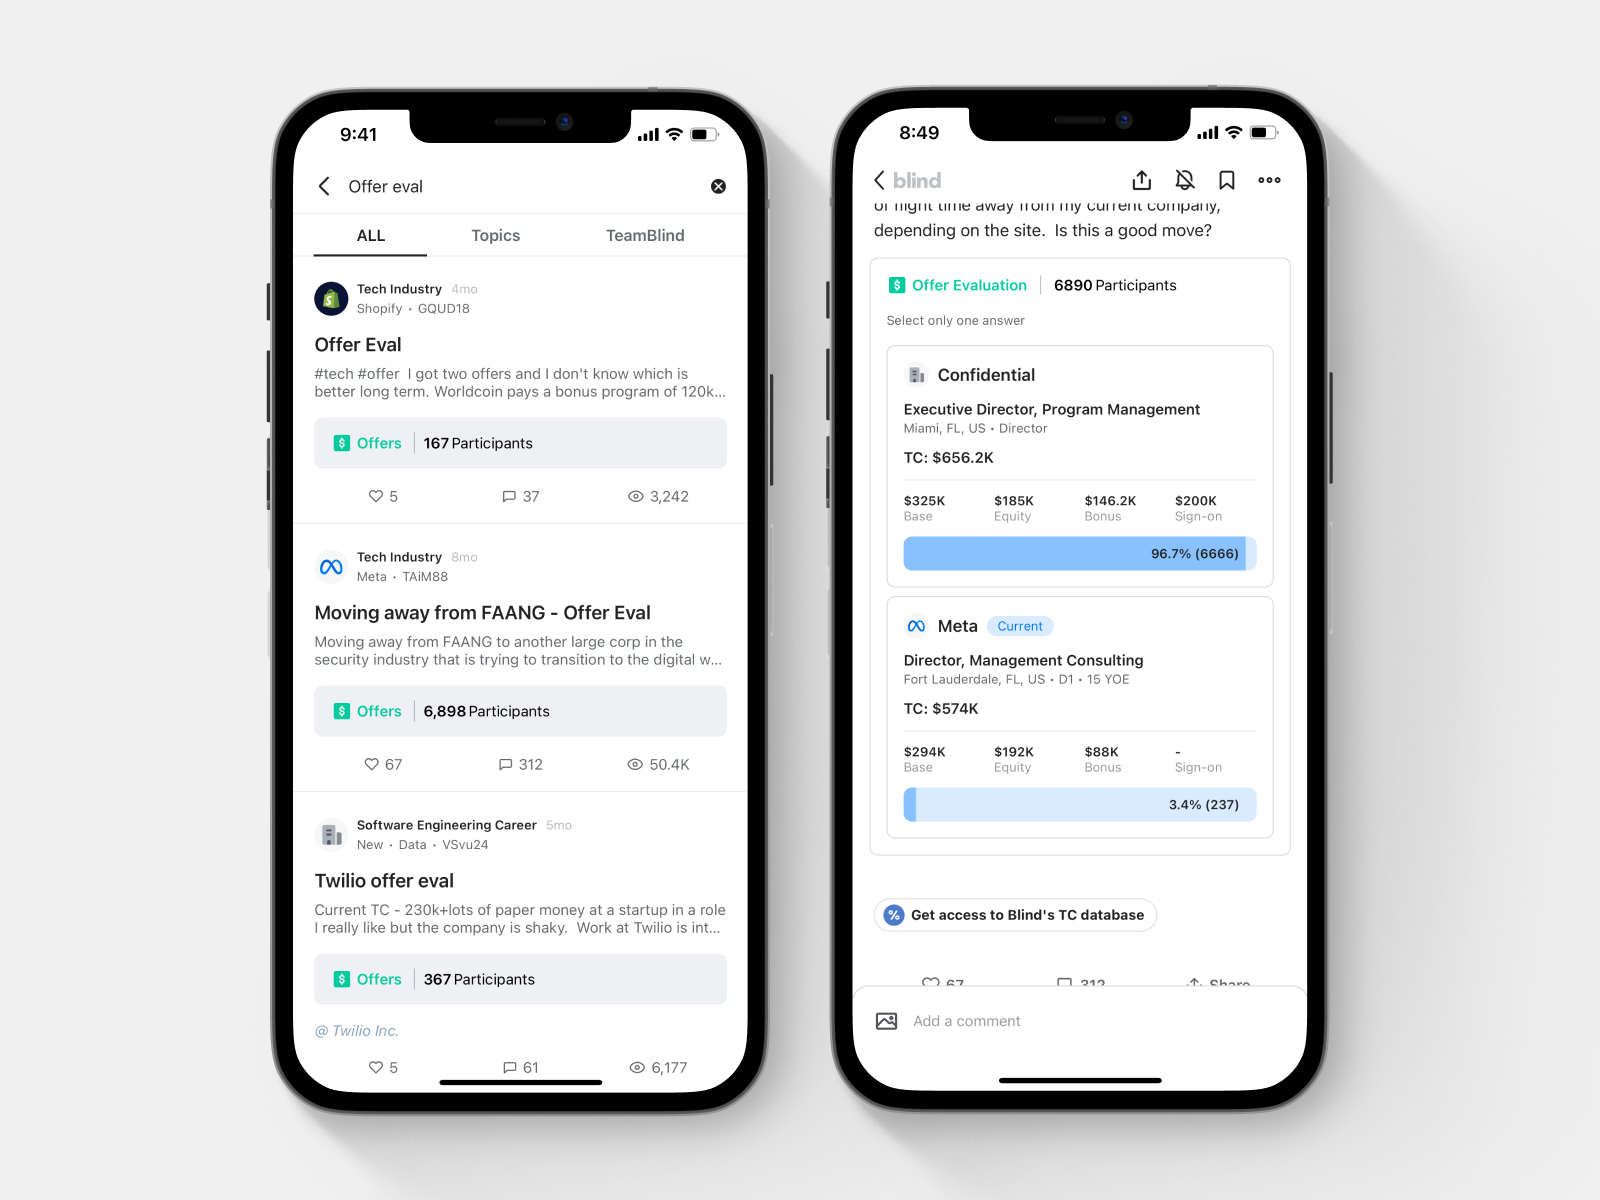 9:41
Offer eval
ALL
Topics
TeamBlind
Tech Industry 4mo
Shopify • GQUD18
Offer Eval
#tech #offer  I got two offers and I don't know which is
better long term. Worldcoin pays a bonus program of 120k...
Offers | 167 Participants
5
37
3,242
Tech Industry 8mo
Meta • TAiM88
Moving away from FAANG - Offer Eval
Moving away from FAANG to another large corp in the
security industry that is trying to transition to the digital w...
Offers | 6,898 Participants
67
312
50.4K
Software Engineering Career 5mo
New • Data • VSvu24
Twilio offer eval
Current TC - 230k+lots of paper money at a startup in a role
I really like but the company is shaky.  Work at Twilio is int...
Offers | 367 Participants
@ Twilio Inc.
5
61
6,177
8:49
blind
of flight time away from my current company,
depending on the site.  Is this a good move?
Offer Evaluation | 6890 Participants
Select only one answer
Confidential
Executive Director, Program Management
Miami, FL, US • Director
TC: $656.2K
$325K $185K $146.2K $200K
Base Equity Bonus Sign-on
96.7% (6666)
Meta Current
Director, Management Consulting
Fort Lauderdale, FL, US • D1 • 15 YOE
TC: $574K
$294K $192K $88K -
Base Equity Bonus Sign-on
3.4% (237)
Get access to Blind's TC database
67
312
Share
Add a comment